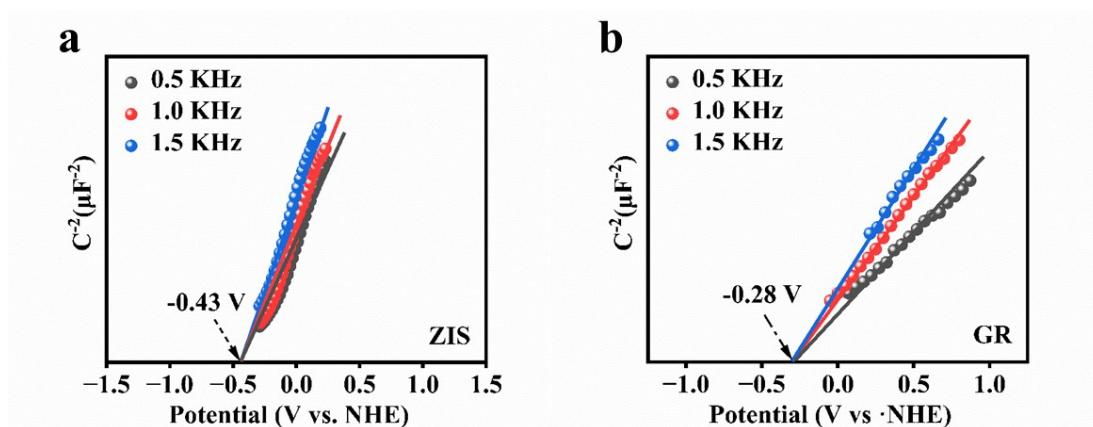 a
0.5 KHz
1.0 KHz
1.5 KHz
C⁻²(μF⁻²)
-0.43 V
ZIS
−1.5 −1.0 −0.5 0.0 0.5 1.0 1.5
Potential (V vs. NHE)
b
0.5 KHz
1.0 KHz
1.5 KHz
C⁻²(μF⁻²)
-0.28 V
GR
−1.0 −0.5 0.0 0.5 1.0
Potential (V vs ·NHE)